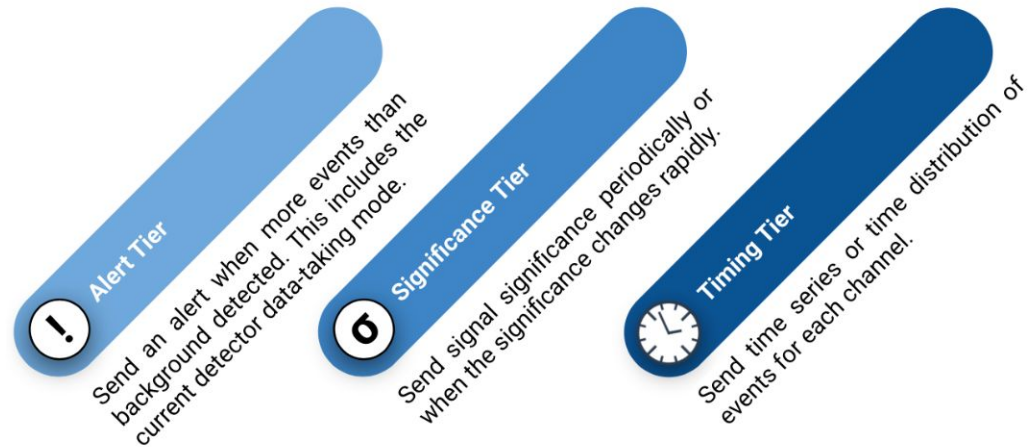 Alert Tier
!
Send an alert when more events than
background detected. This includes the
current detector data-taking mode.
Significance Tier
σ
Send signal significance periodically or
when the significance changes rapidly.
Timing Tier
Send time series or time distribution of
events for each channel.